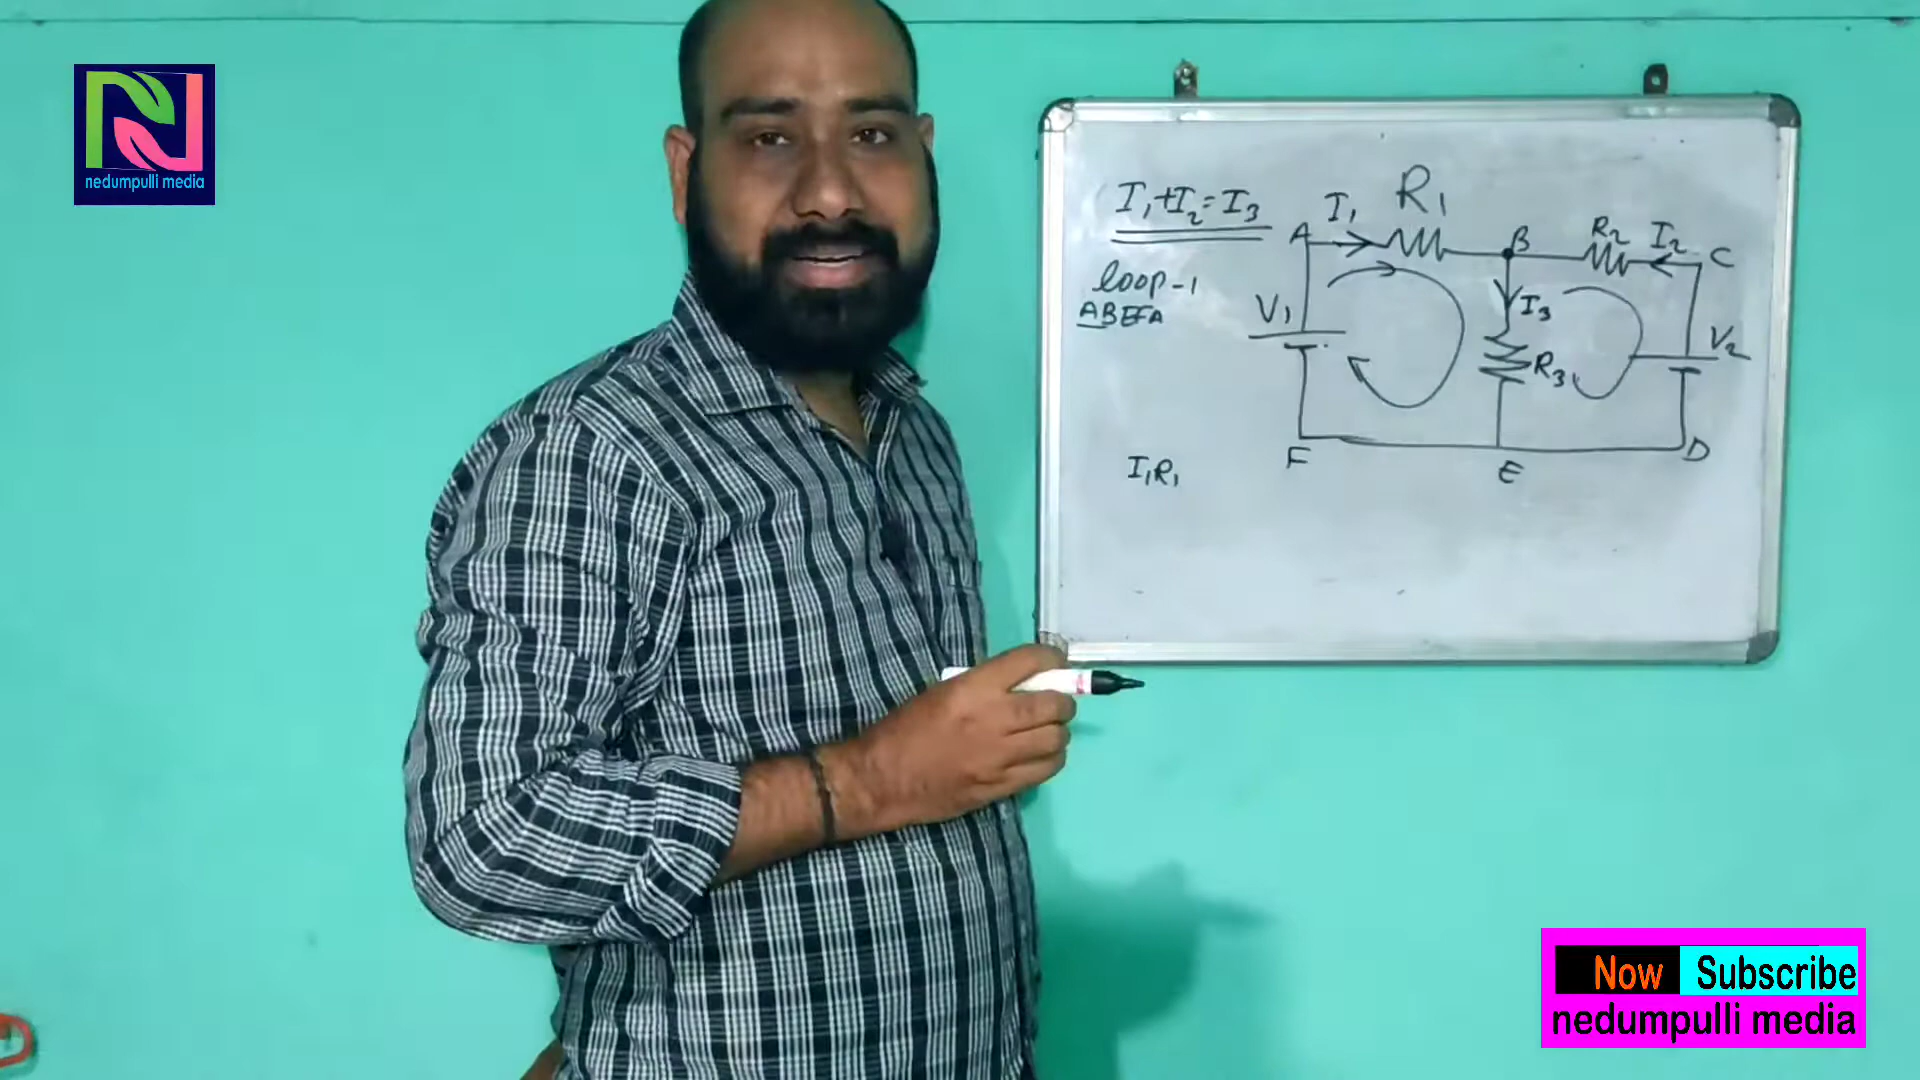 nedumpulli media
I₁+I₂=I₃
loop-1
ABEFA
I₁R₁
A I₁ R₁ B R₂ I₂ C
V₁ I₃ R₃ V₂
F E D
Now Subscribe
nedumpulli media